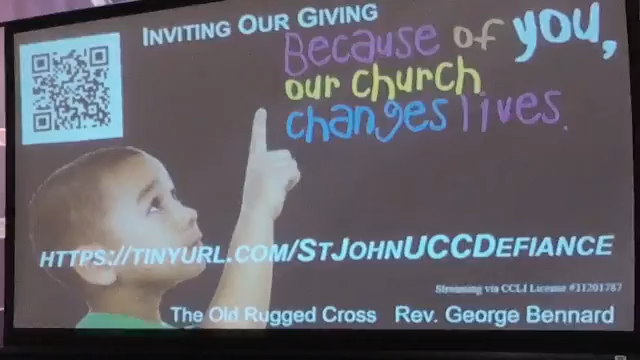 INVITING OUR GIVING
Because of you,
our church
changes lives.
HTTPS://TINYURL.COM/STJOHNUCCDEFIANCE
Streaming via CCLI License #11201787
The Old Rugged Cross Rev. George Bennard